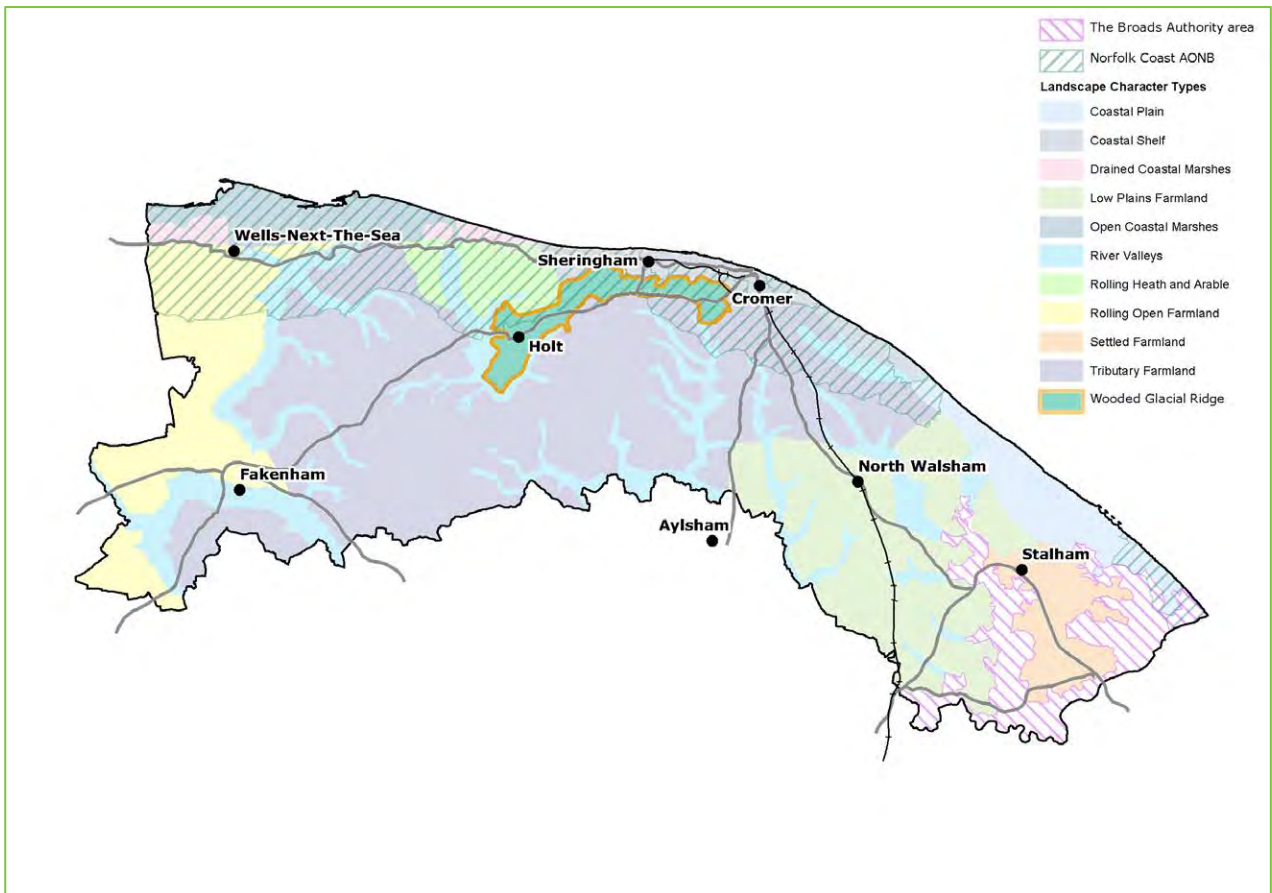 The Broads Authority area
Norfolk Coast AONB
Landscape Character Types
Coastal Plain
Coastal Shelf
Drained Coastal Marshes
Low Plains Farmland
Open Coastal Marshes
River Valleys
Rolling Heath and Arable
Rolling Open Farmland
Settled Farmland
Tributary Farmland
Wooded Glacial Ridge
Wells-Next-The-Sea
Sheringham
Cromer
Holt
Fakenham
North Walsham
Aylsham
Stalham